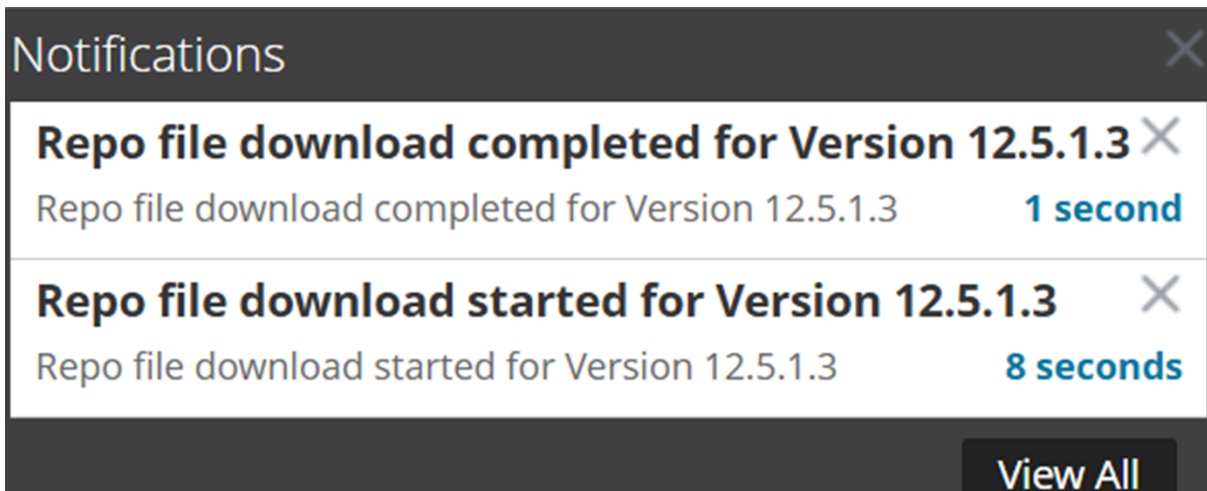 Notifications
Repo file download completed for Version 12.5.1.3
Repo file download completed for Version 12.5.1.3 1 second
Repo file download started for Version 12.5.1.3
Repo file download started for Version 12.5.1.3 8 seconds
View All